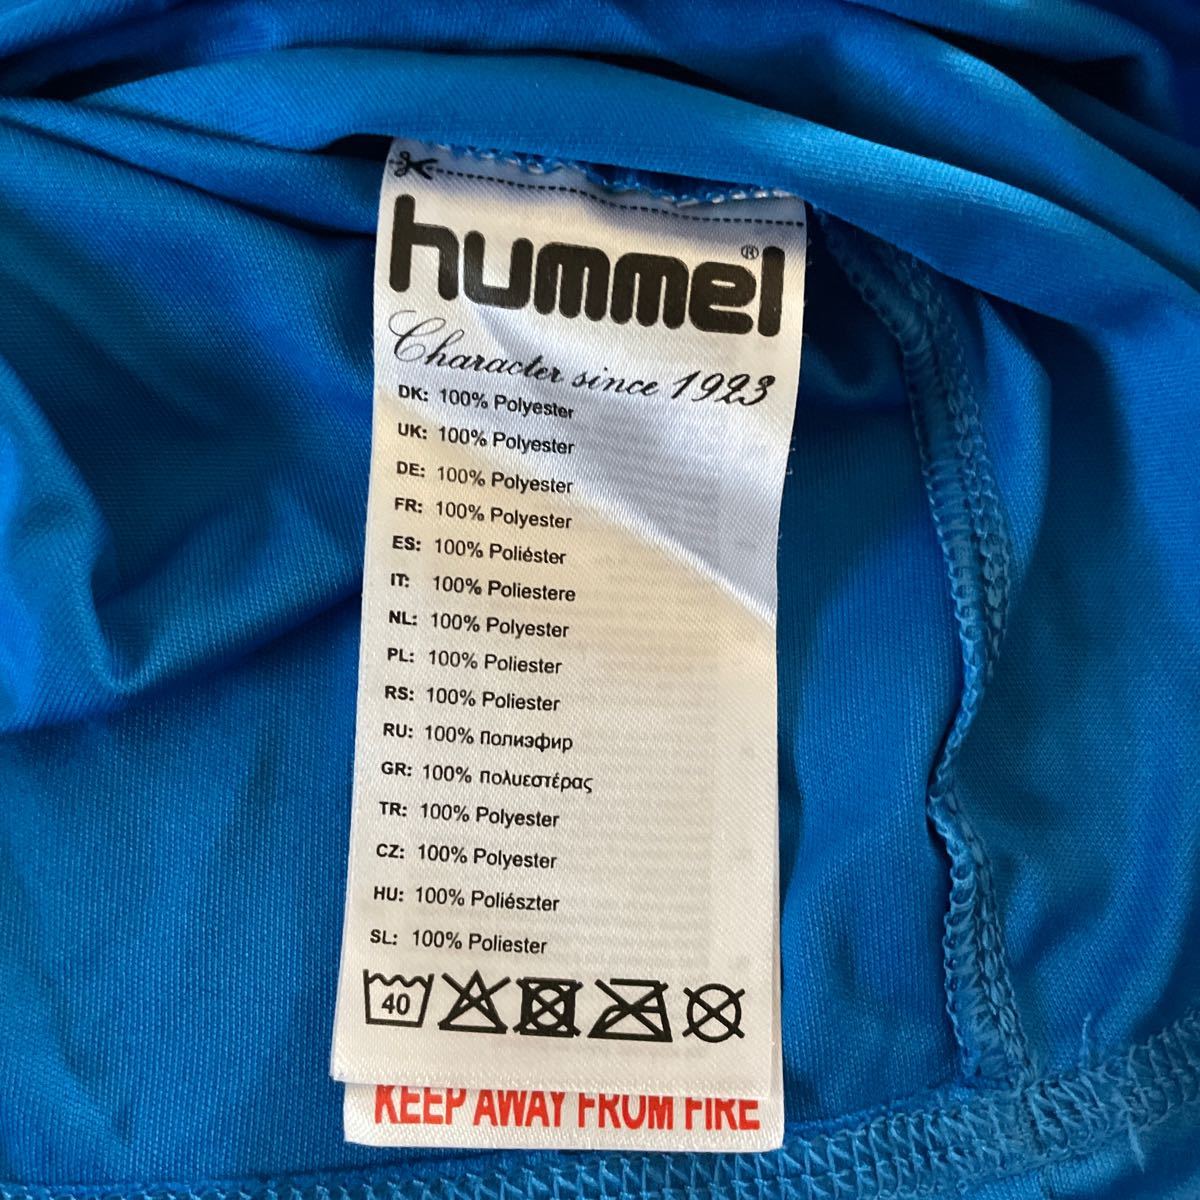 hummel®
Character since 1923
DK: 100% Polyester
UK: 100% Polyester
DE: 100% Polyester
FR: 100% Polyester
ES: 100% Poliéster
IT: 100% Poliestere
NL: 100% Polyester
PL: 100% Poliester
RS: 100% Poliester
RU: 100% полиэфир
GR: 100% πολυεστέρας
TR: 100% Polyester
CZ: 100% Polyester
HU: 100% Poliészter
SL: 100% Poliester
40
KEEP AWAY FROM FIRE